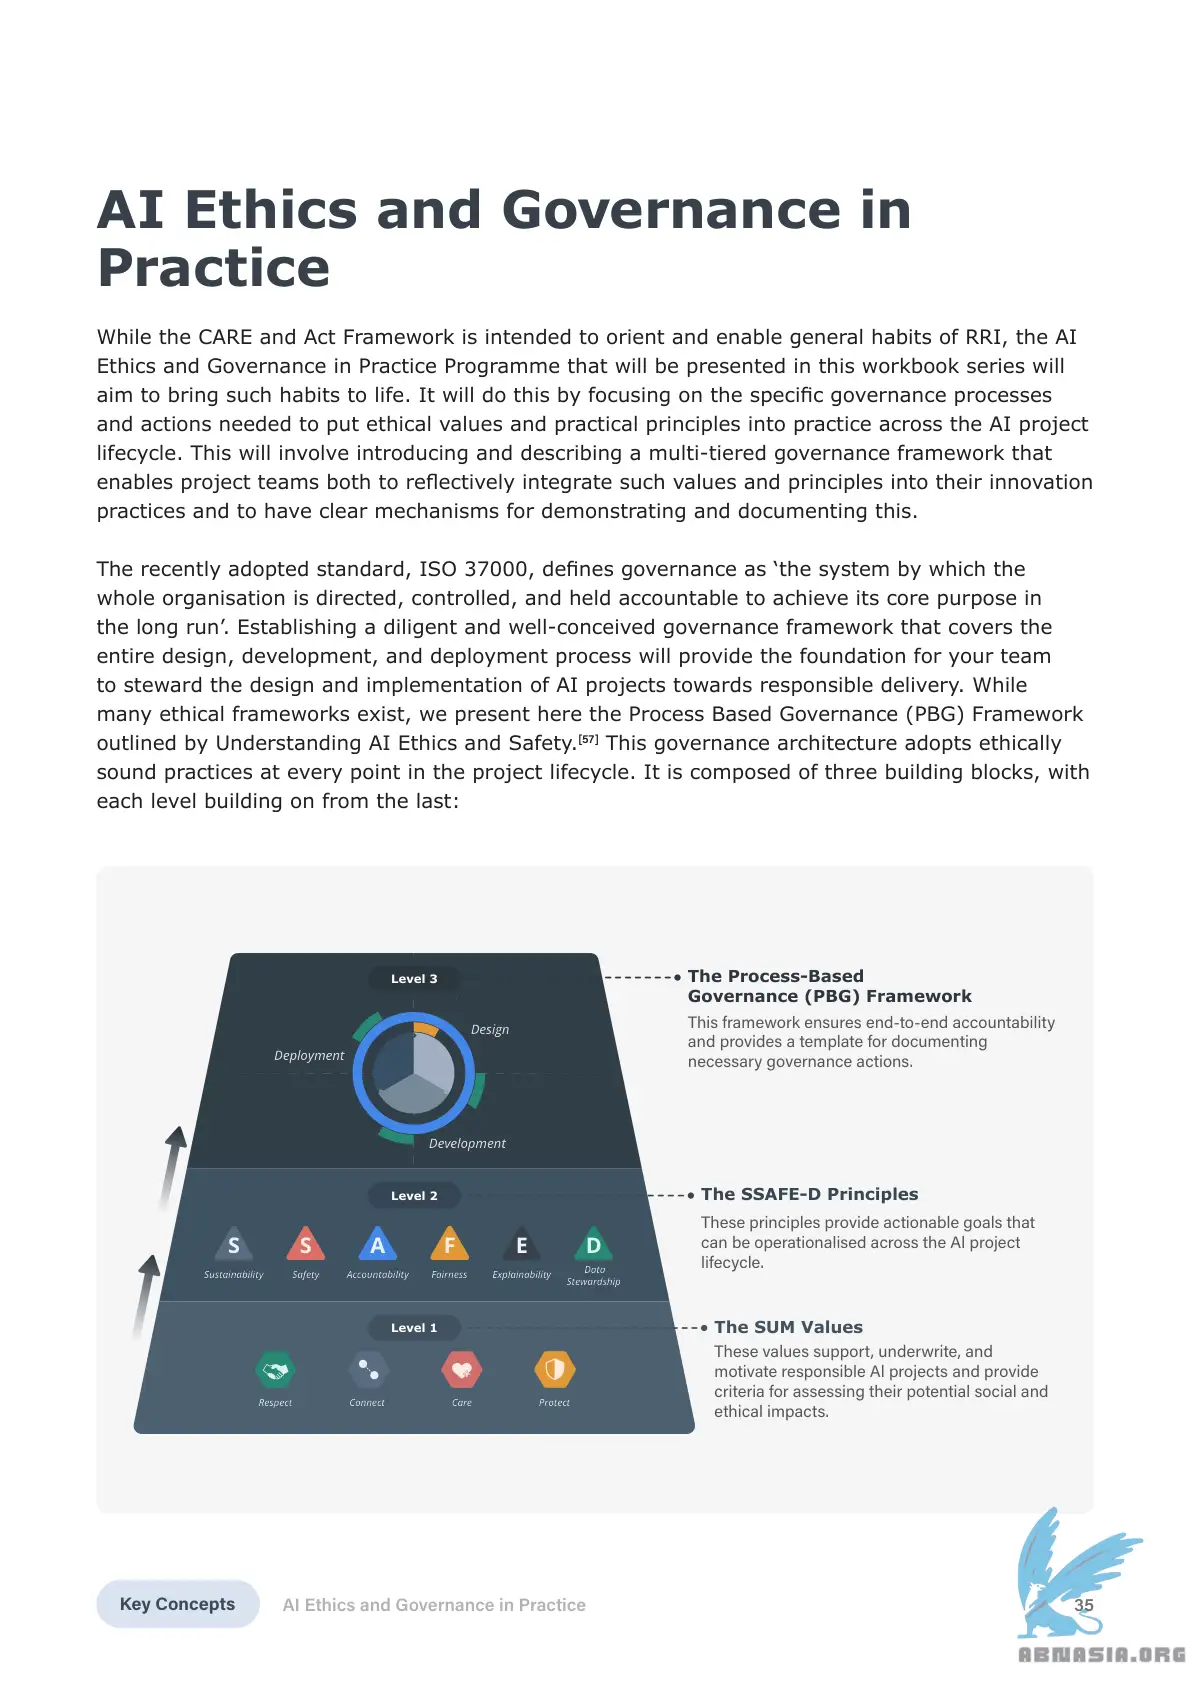 AI Ethics and Governance in
Practice
While the CARE and Act Framework is intended to orient and enable general habits of RRI, the AI
Ethics and Governance in Practice Programme that will be presented in this workbook series will
aim to bring such habits to life. It will do this by focusing on the specific governance processes
and actions needed to put ethical values and practical principles into practice across the AI project
lifecycle. This will involve introducing and describing a multi-tiered governance framework that
enables project teams both to reflectively integrate such values and principles into their innovation
practices and to have clear mechanisms for demonstrating and documenting this.
The recently adopted standard, ISO 37000, defines governance as ‘the system by which the
whole organisation is directed, controlled, and held accountable to achieve its core purpose in
the long run’. Establishing a diligent and well-conceived governance framework that covers the
entire design, development, and deployment process will provide the foundation for your team
to steward the design and implementation of AI projects towards responsible delivery. While
many ethical frameworks exist, we present here the Process Based Governance (PBG) Framework
outlined by Understanding AI Ethics and Safety.[57] This governance architecture adopts ethically
sound practices at every point in the project lifecycle. It is composed of three building blocks, with
each level building on from the last:
Level 3
Design
Deployment
Development
The Process-Based
Governance (PBG) Framework
This framework ensures end-to-end accountability
and provides a template for documenting
necessary governance actions.
Level 2
S S A F E D
Sustainability Safety Accountability Fairness Explainability Data
Stewardship
The SSAFE-D Principles
These principles provide actionable goals that
can be operationalised across the AI project
lifecycle.
Level 1
Respect Connect Care Protect
The SUM Values
These values support, underwrite, and
motivate responsible AI projects and provide
criteria for assessing their potential social and
ethical impacts.
Key Concepts AI Ethics and Governance in Practice 35
ABNASIA.ORG